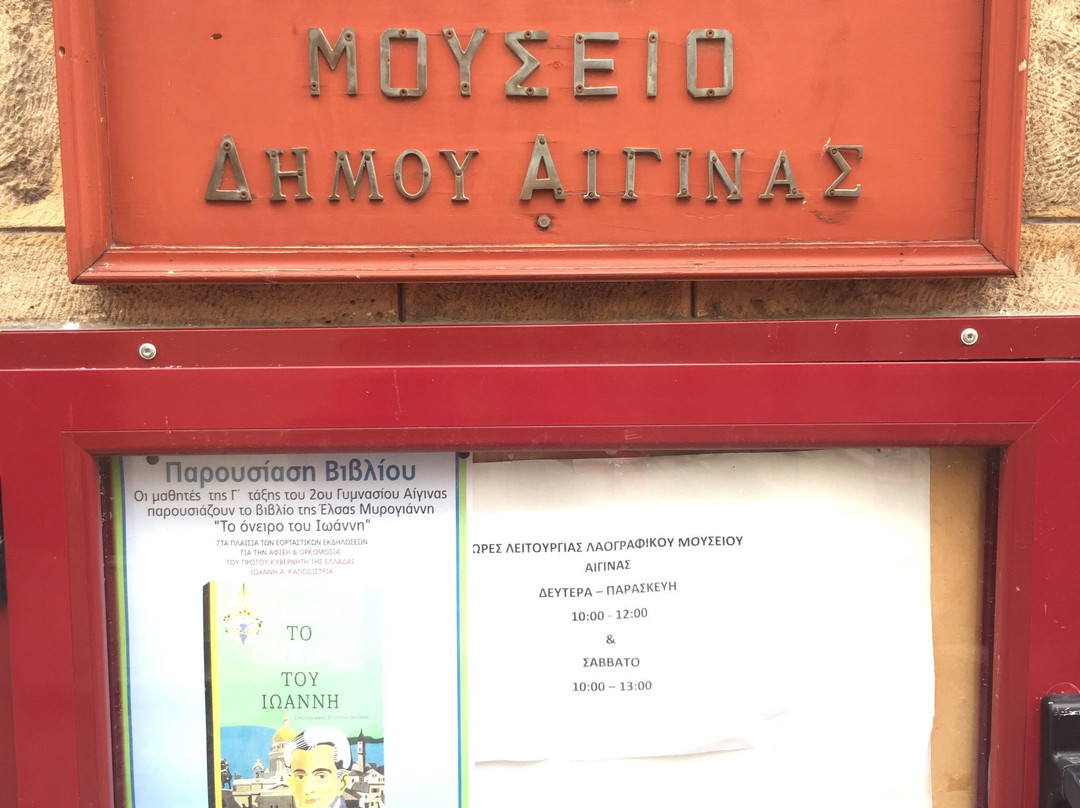 ΜΟΥΣΕΙΟ
ΔΗΜΟΥ ΑΙΓΙΝΑΣ
Παρουσίαση Βιβλίου
Οι μαθητές της Γ΄ τάξης του 2ου Γυμνασίου Αίγινας
παρουσιάζουν το βιβλίο της Έλσας Μυρογιάννη
"Το όνειρο του Ιωάννη"
ΣΤΑ ΠΛΑΙΣΙΑ ΤΩΝ ΕΟΡΤΑΣΤΙΚΩΝ ΕΚΔΗΛΩΣΕΩΝ
ΓΙΑ ΤΗΝ ΑΦΙΞΗ & ΟΡΚΩΜΟΣΙΑ
ΤΟΥ ΠΡΩΤΟΥ ΚΥΒΕΡΝΗΤΗ ΤΗΣ ΕΛΛΑΔΑΣ
ΙΩΑΝΝΗ Α. ΚΑΠΟΔΙΣΤΡΙΑ
ΤΟ
ΟΝΕΙΡΟ
ΤΟΥ
ΙΩΑΝΝΗ
ΩΡΕΣ ΛΕΙΤΟΥΡΓΙΑΣ ΛΑΟΓΡΑΦΙΚΟΥ ΜΟΥΣΕΙΟΥ
ΑΙΓΙΝΑΣ
ΔΕΥΤΕΡΑ – ΠΑΡΑΣΚΕΥΗ
10:00 - 12:00
&
ΣΑΒΒΑΤΟ
10:00 – 13:00